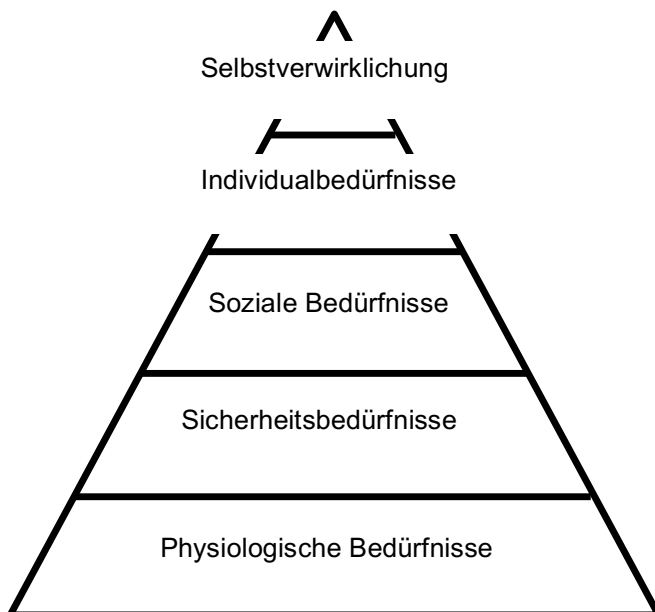 Selbstverwirklichung
Individualbedürfnisse
Soziale Bedürfnisse
Sicherheitsbedürfnisse
Physiologische Bedürfnisse